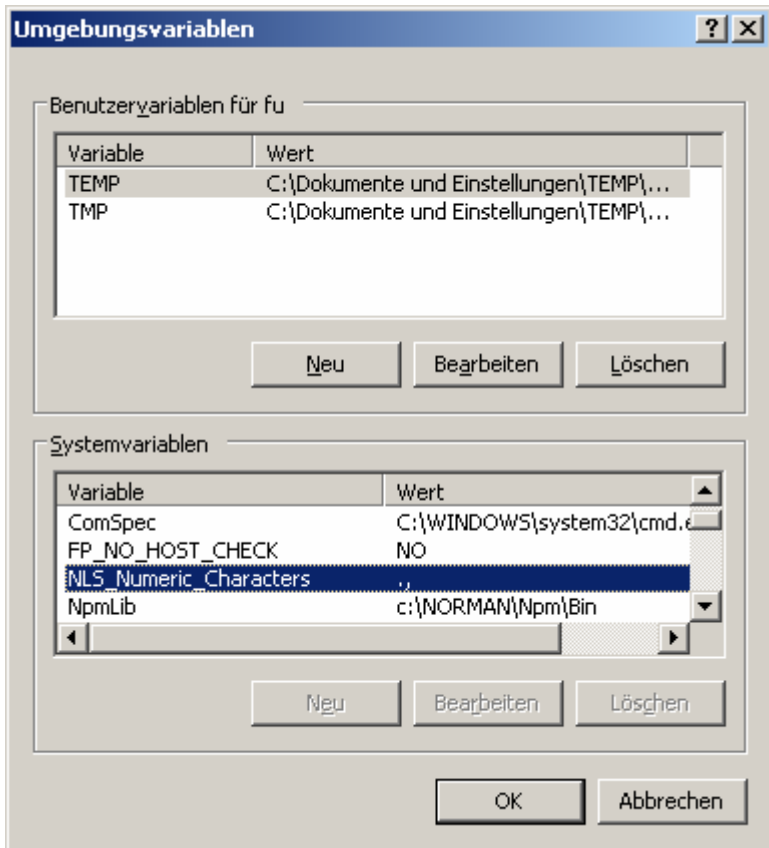 Umgebungsvariablen
Benutzervariablen für fu
Variable Wert
TEMP C:\Dokumente und Einstellungen\TEMP\...
TMP C:\Dokumente und Einstellungen\TEMP\...
Neu Bearbeiten Löschen
Systemvariablen
Variable Wert
ComSpec C:\WINDOWS\system32\cmd.e
FP_NO_HOST_CHECK NO
NLS_Numeric_Characters .,
NpmLib c:\NORMAN\Npm\Bin
Neu Bearbeiten Löschen
OK Abbrechen